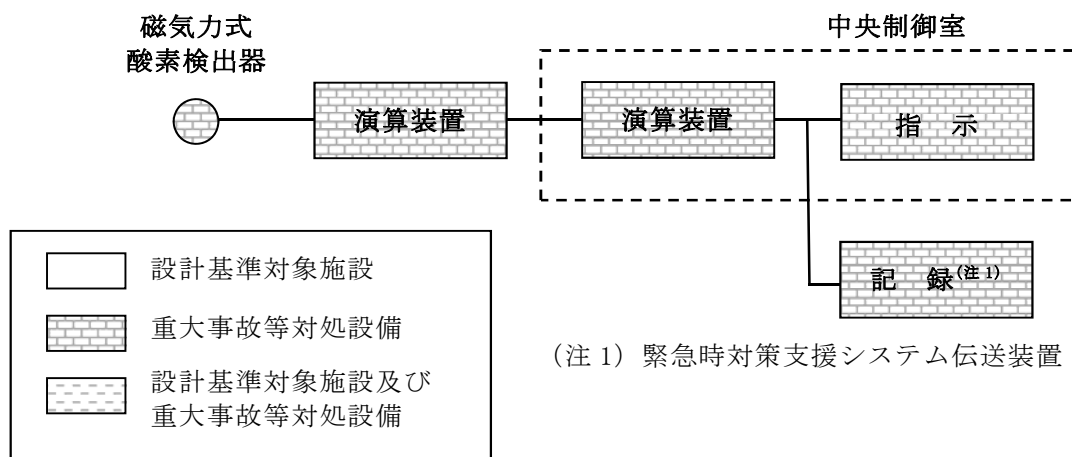 磁気力式
酸素検出器
中央制御室
演算装置
演算装置
指 示
記 録(注1)
(注1) 緊急時対策支援システム伝送装置
設計基準対象施設
重大事故等対処設備
設計基準対象施設及び
重大事故等対処設備